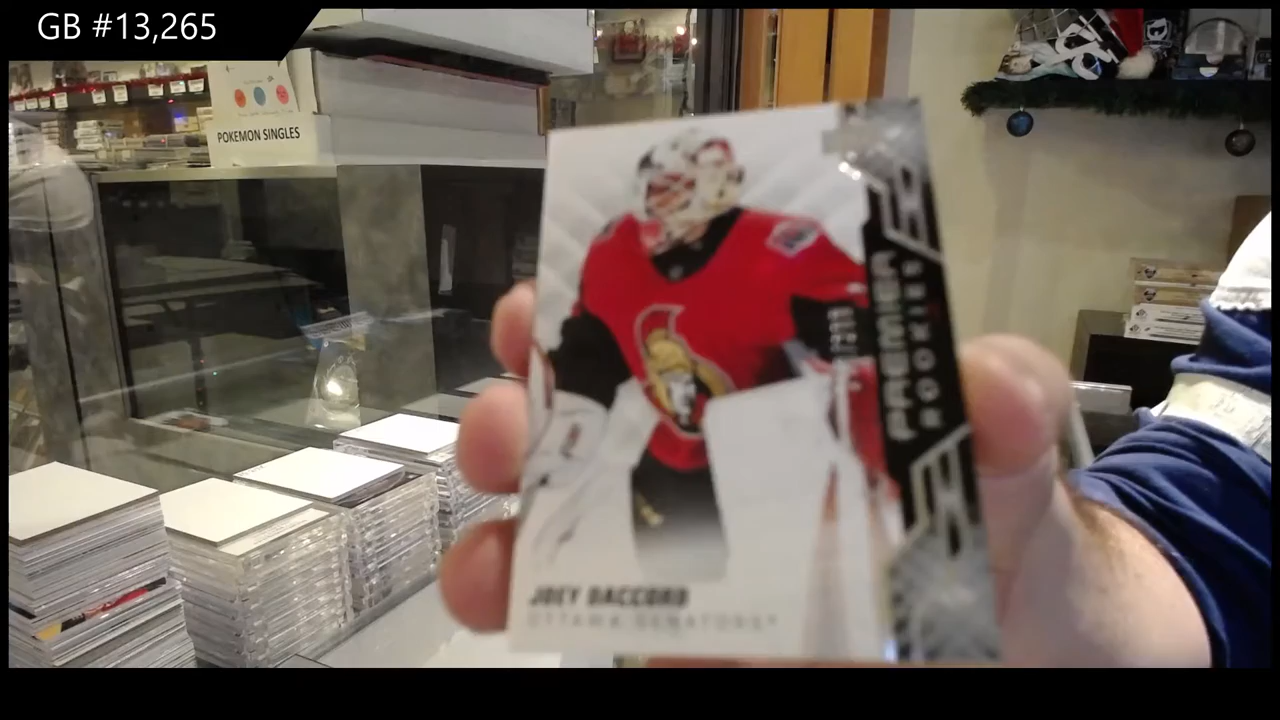 GB #13,265
POKEMON SINGLES
PREMIER
ROOKIES
JOEY DACCORD
OTTAWA SENATORS